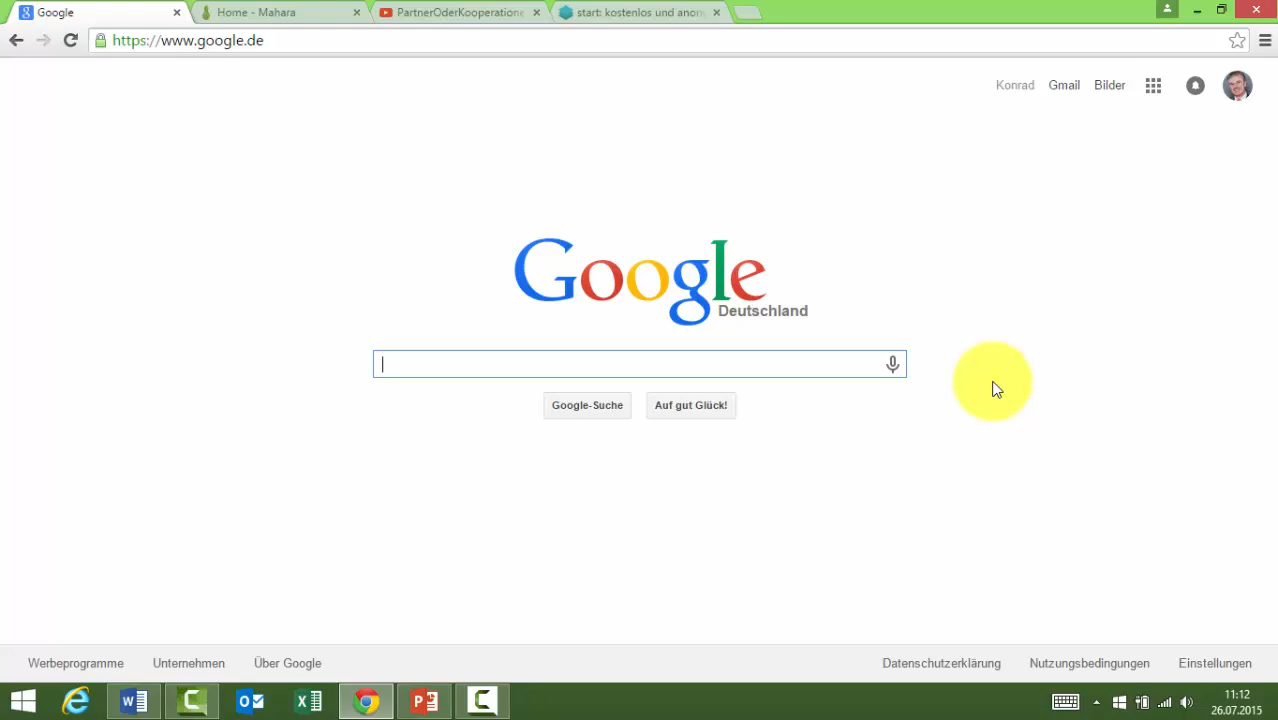 Google
Home - Mahara
PartnerOderKooperatione
start: kostenlos und anony
https://www.google.de
Konrad Gmail Bilder
Google
Deutschland
Google-Suche Auf gut Glück!
Werbeprogramme Unternehmen Über Google Datenschutzerklärung Nutzungsbedingungen Einstellungen
11:12
26.07.2015